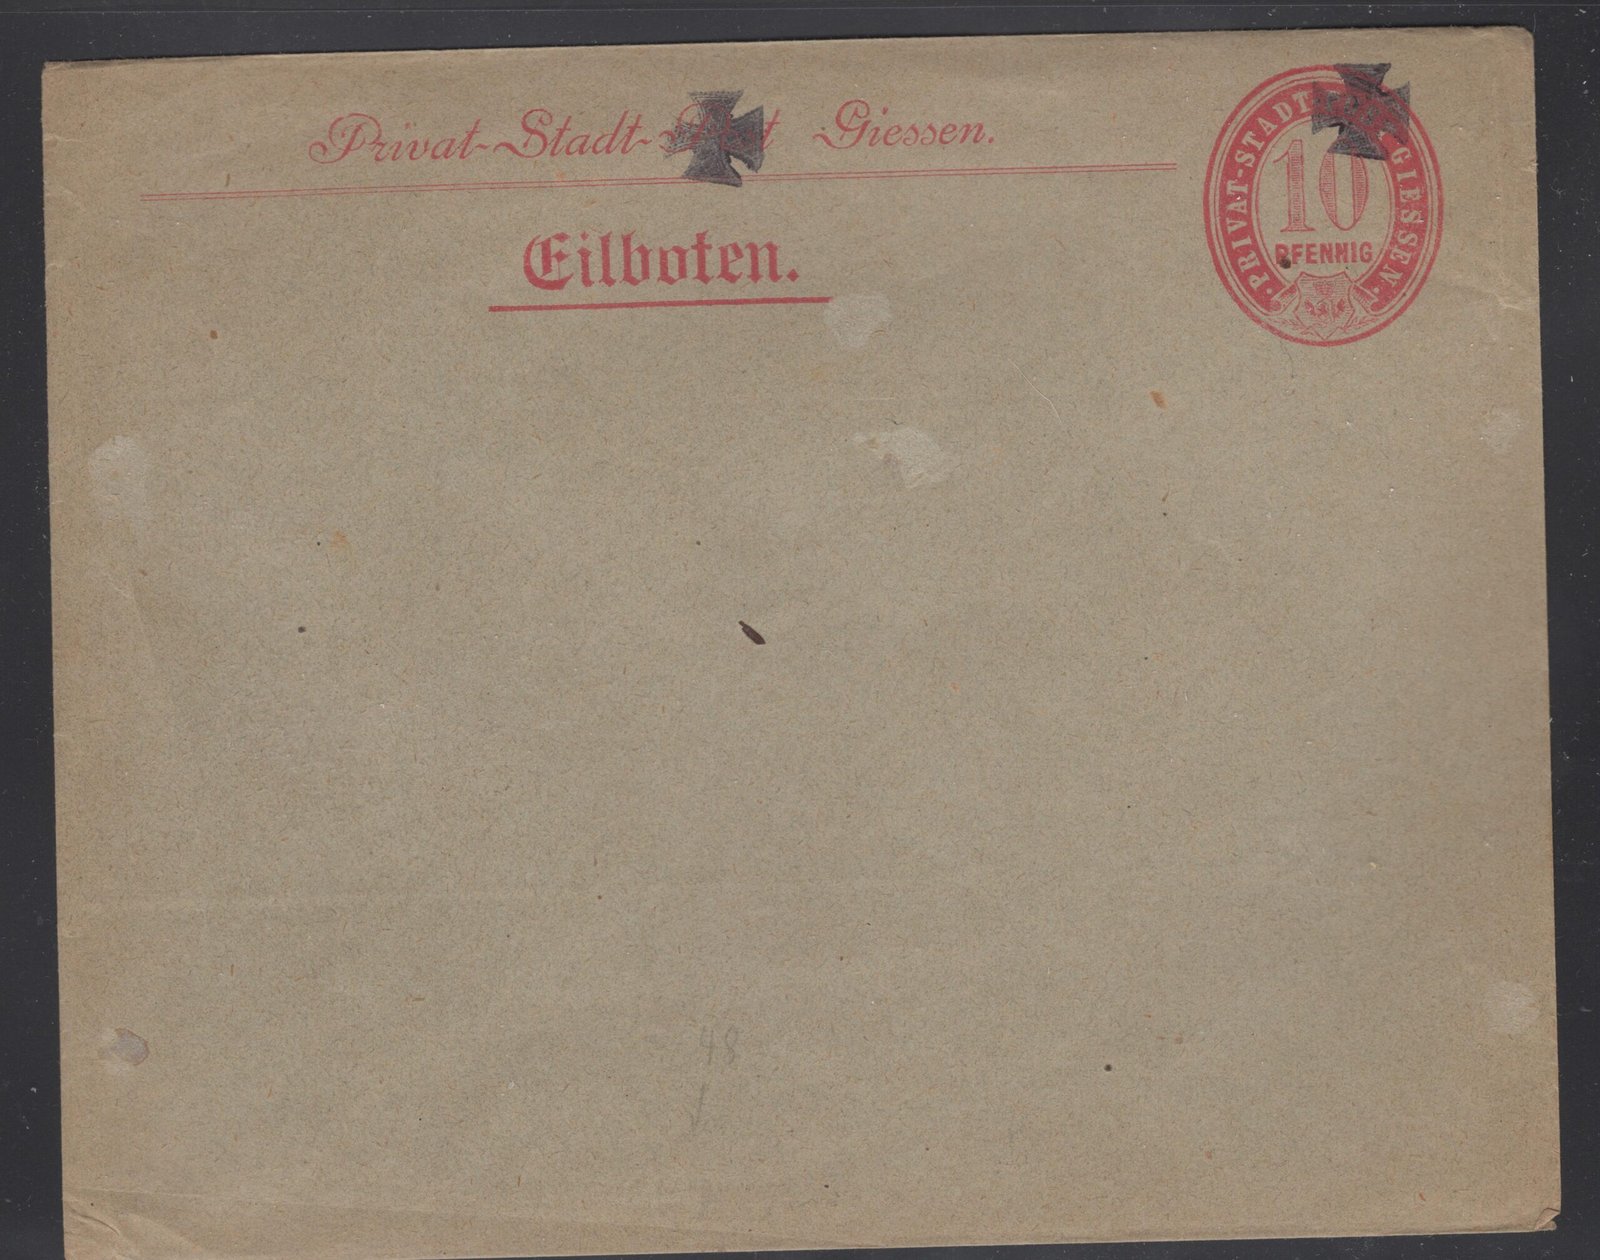 Privat-Stadt- t Giessen.
Eilboten.
PRIVAT-STADT GIESSEN
10
PFENNIG
48